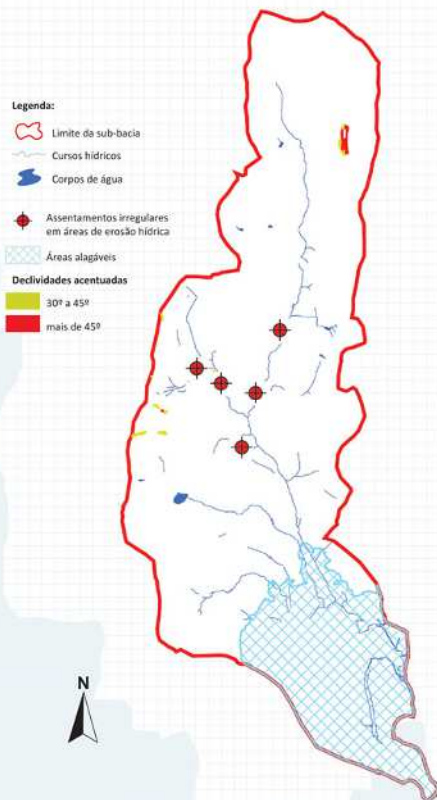 Legenda:
Limite da sub-bacia
Cursos hídricos
Corpos de água
Assentamentos irregulares
em áreas de erosão hídrica
Áreas alagáveis
Declividades acentuadas
30º a 45º
mais de 45º
N